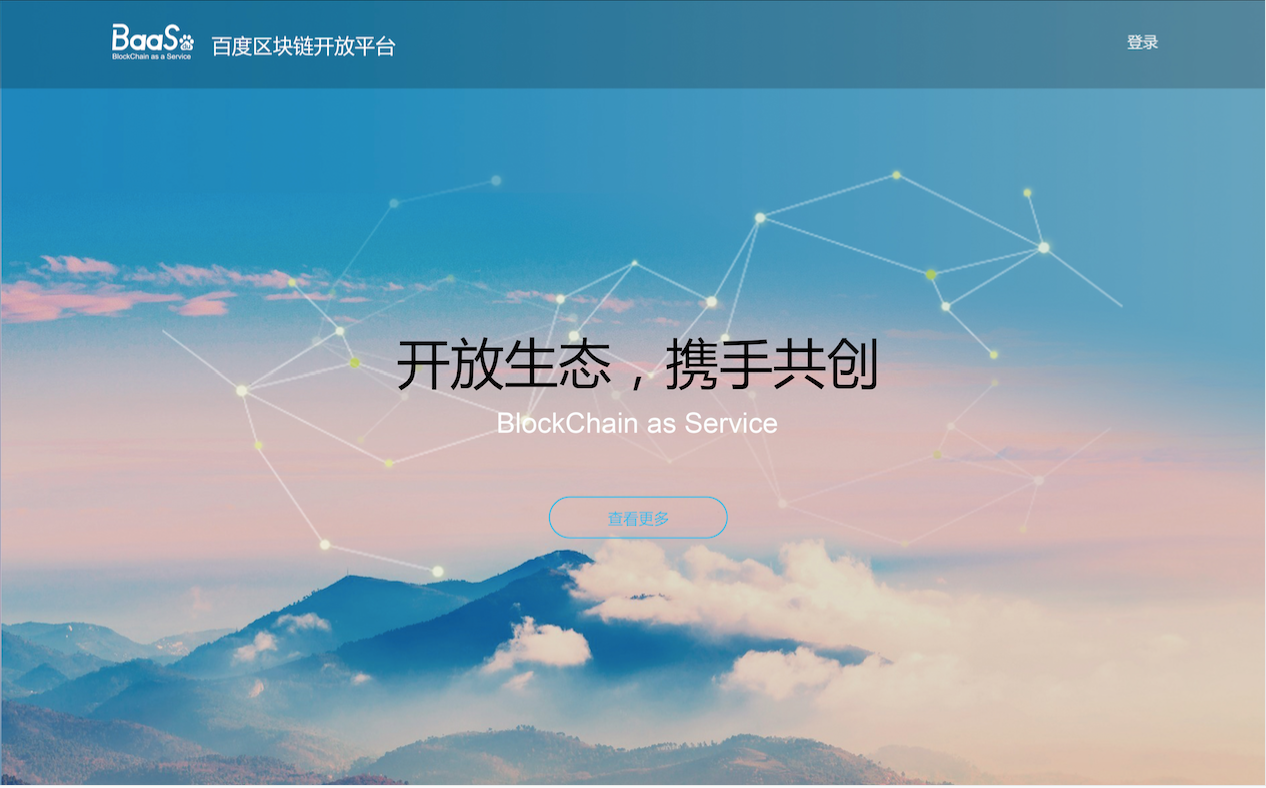 BaaS
BlockChain as a Service
百度区块链开放平台
登录
开放生态，携手共创
BlockChain as Service
查看更多